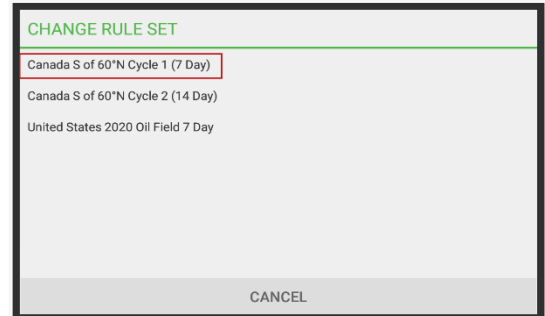 CHANGE RULE SET
Canada S of 60°N Cycle 1 (7 Day)
Canada S of 60°N Cycle 2 (14 Day)
United States 2020 Oil Field 7 Day
CANCEL